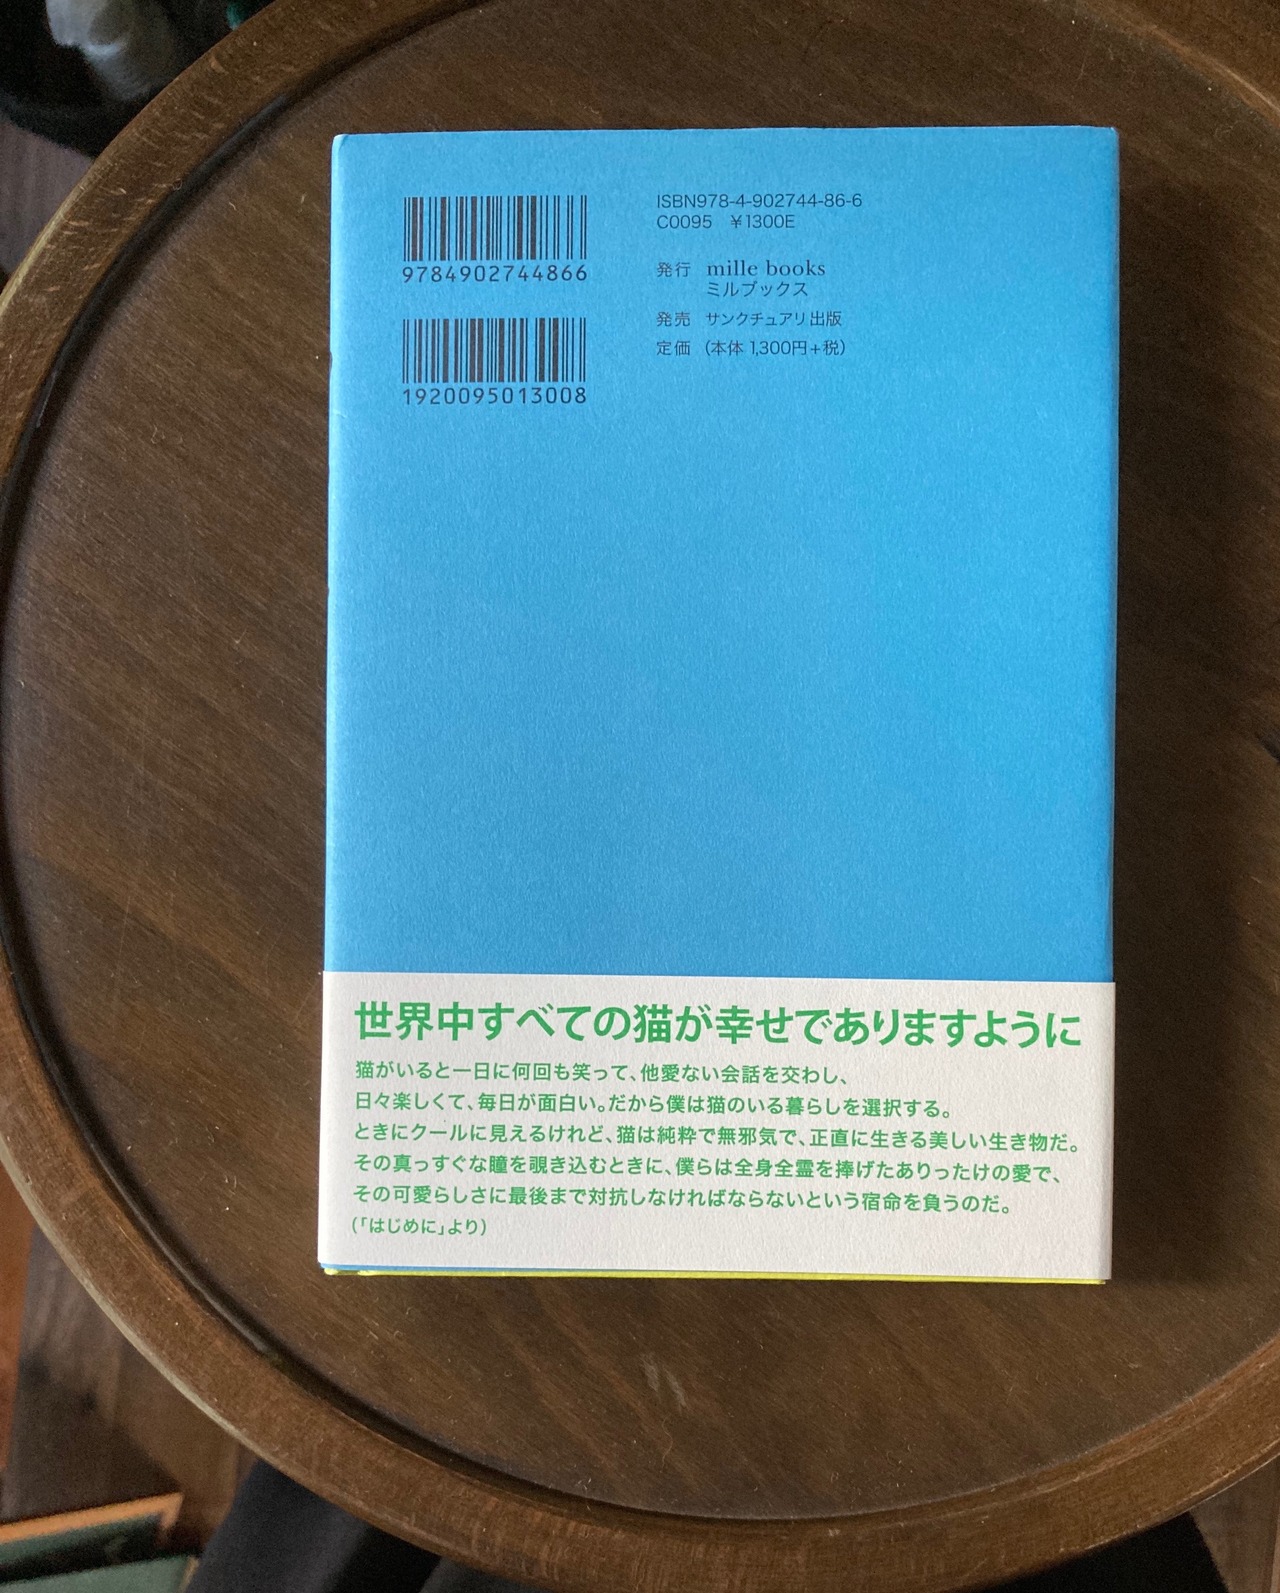 9784902744866
1920095013008
ISBN978-4-902744-86-6
C0095 ¥1300E
発行 mille books
ミルブックス
発売 サンクチュアリ出版
定価 (本体 1,300円+税)
世界中すべての猫が幸せでありますように
猫がいると一日に何回も笑って、他愛ない会話を交わし、
日々楽しくて、毎日が面白い。だから僕は猫のいる暮らしを選択する。
ときにクールに見えるけれど、猫は純粋で無邪気で、正直に生きる美しい生き物だ。
その真っすぐな瞳を覗き込むときに、僕らは全身全霊を捧げたありったけの愛で、
その可愛らしさに最後まで対抗しなければならないという宿命を負うのだ。
(「はじめに」より)